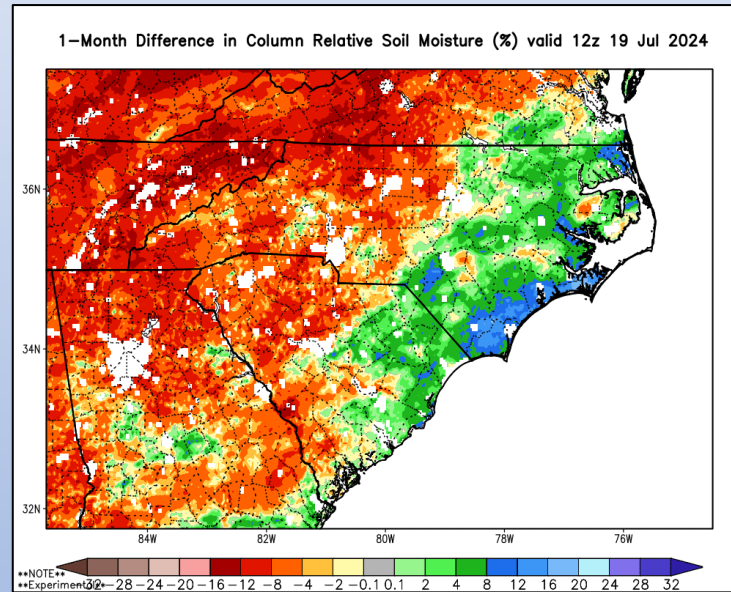 1-Month Difference in Column Relative Soil Moisture (%) valid 12z 19 Jul 2024
36N
34N
32N
84W 82W 80W 78W 76W
**NOTE**
**Experimental** -32 -28 -24 -20 -16 -12 -8 -4 -2 -0.1 0.1 2 4 8 12 16 20 24 28 32